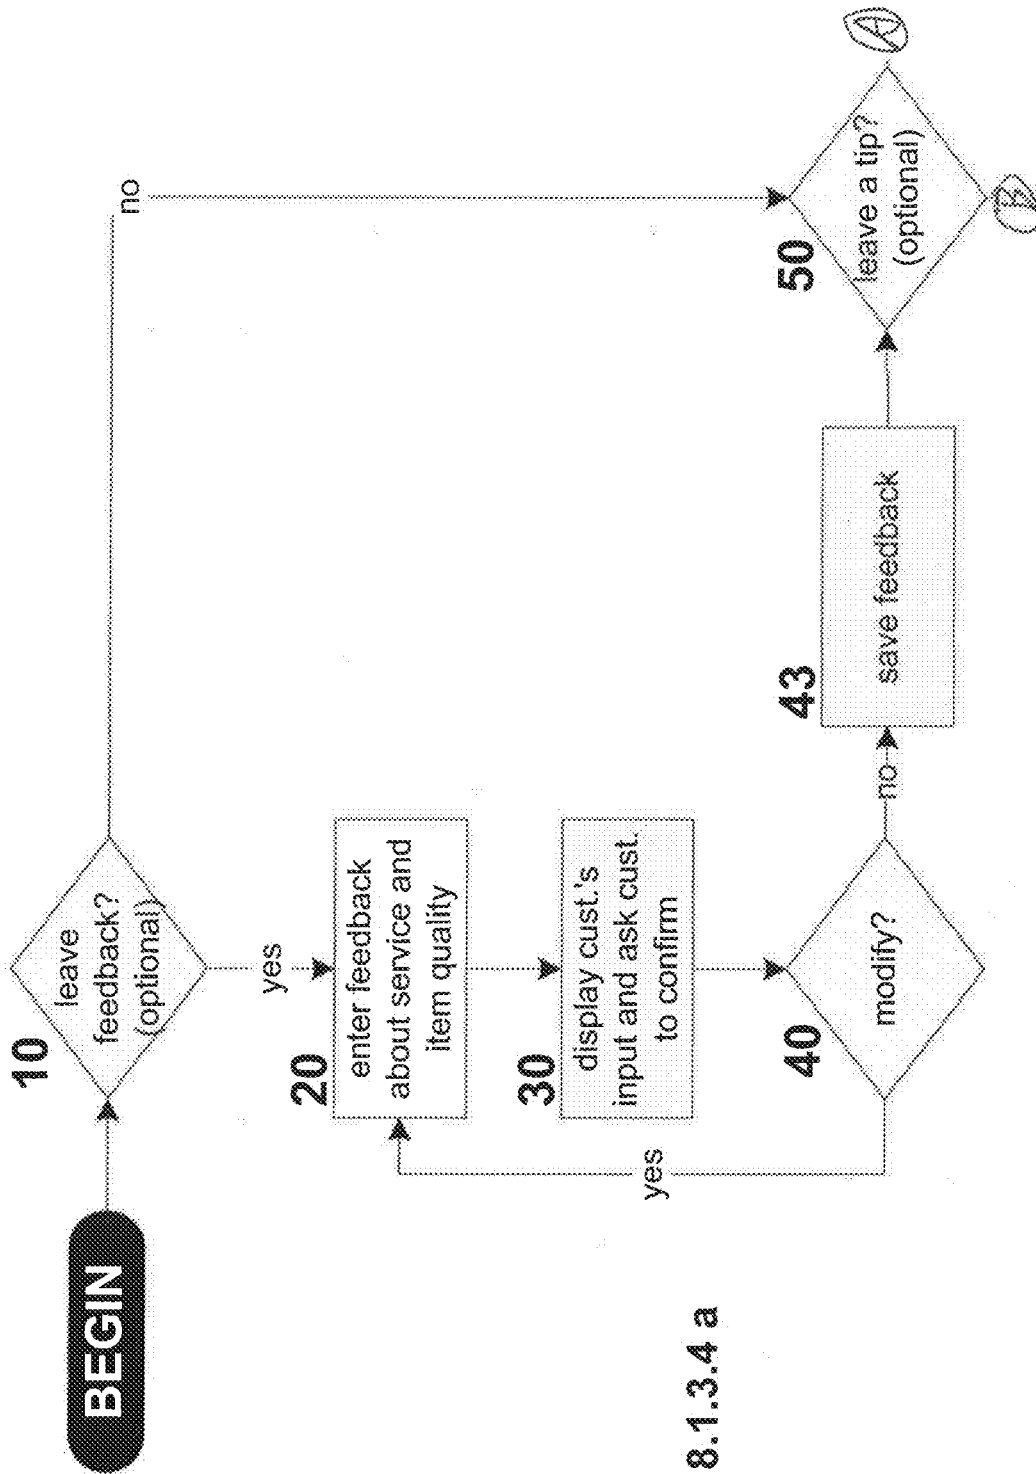 BEGIN
10
leave
feedback?
(optional)
no
yes
20
enter feedback
about service and
item quality
30
display cust.'s
input and ask cust.
to confirm
yes
40
modify?
no
43
save feedback
50
leave a tip?
(optional)
A
B
8.1.3.4 a